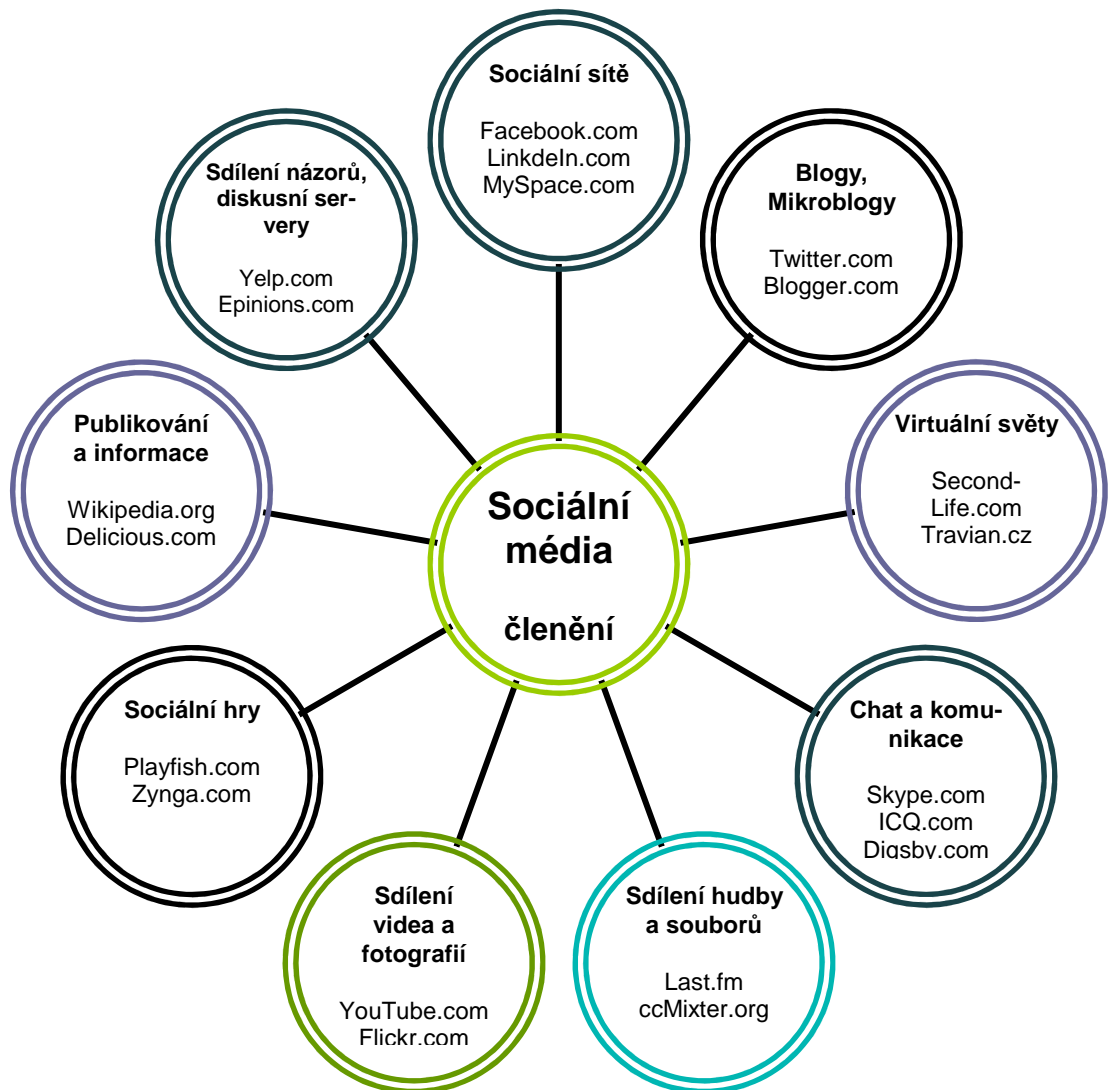 Sociální
média
členění
Sociální sítě
Facebook.com
LinkdeIn.com
MySpace.com
Blogy,
Mikroblogy
Twitter.com
Blogger.com
Virtuální světy
Second-
Life.com
Travian.cz
Chat a komu-
nikace
Skype.com
ICQ.com
Digsby.com
Sdílení hudby
a souborů
Last.fm
ccMixter.org
Sdílení
videa a
fotografií
YouTube.com
Flickr.com
Sociální hry
Playfish.com
Zynga.com
Publikování
a informace
Wikipedia.org
Delicious.com
Sdílení názorů,
diskusní ser-
very
Yelp.com
Epinions.com